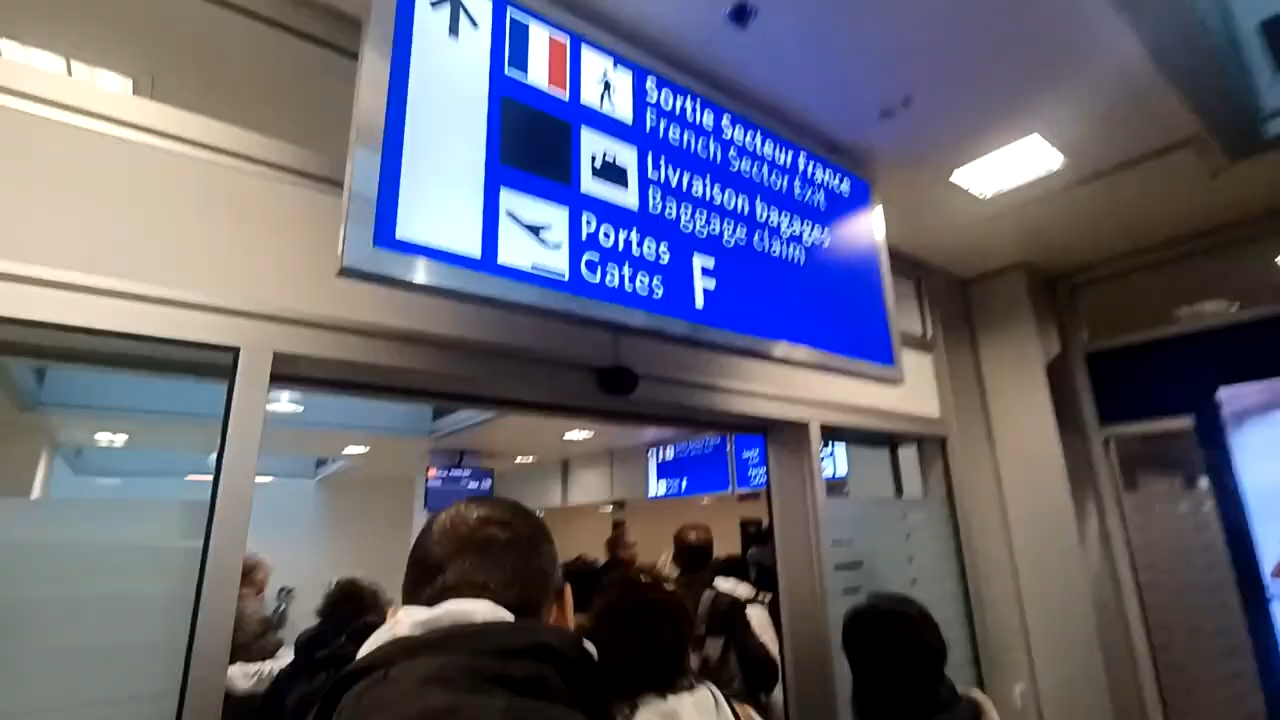 Sortie Secteur France
French Sector Exit
Livraison bagages
Baggage claim
Portes
Gates
F